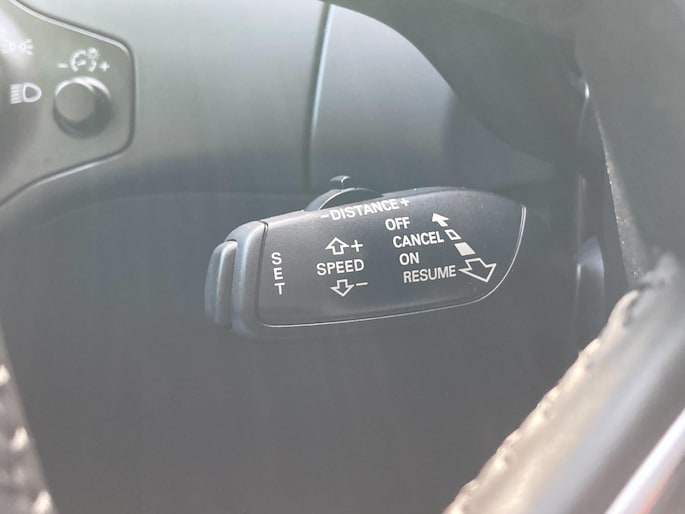 - +
-DISTANCE+
OFF
CANCEL
ON
RESUME
+
SPEED
-
SET